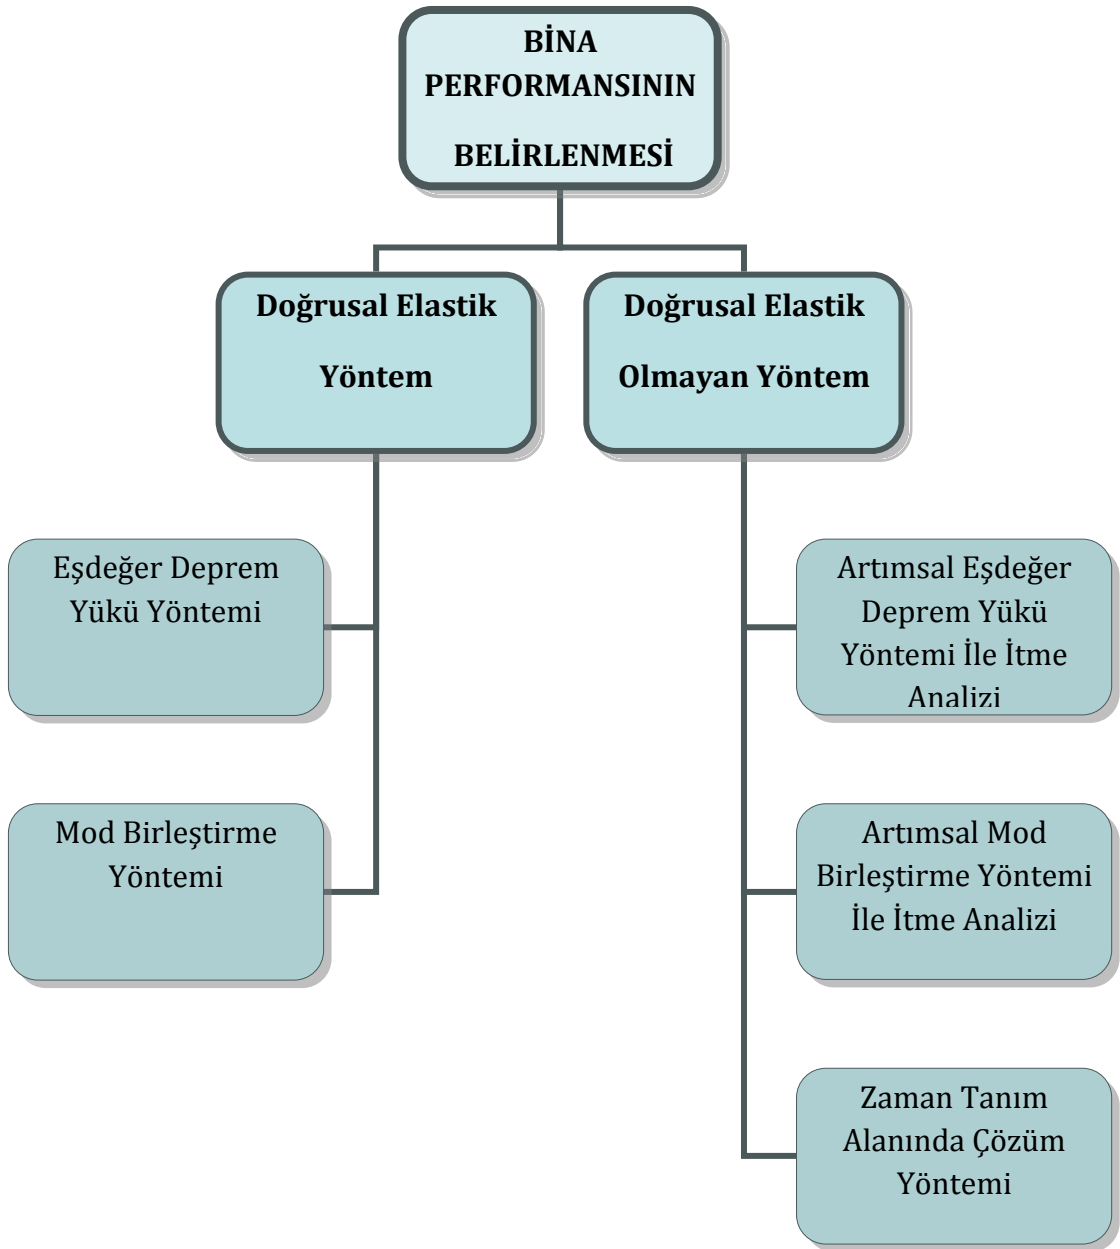 BİNA
PERFORMANSININ
BELİRLENMESİ
Doğrusal Elastik
Yöntem
Doğrusal Elastik
Olmayan Yöntem
Eşdeğer Deprem
Yükü Yöntemi
Mod Birleştirme
Yöntemi
Artımsal Eşdeğer
Deprem Yükü
Yöntemi İle İtme
Analizi
Artımsal Mod
Birleştirme Yöntemi
İle İtme Analizi
Zaman Tanım
Alanında Çözüm
Yöntemi